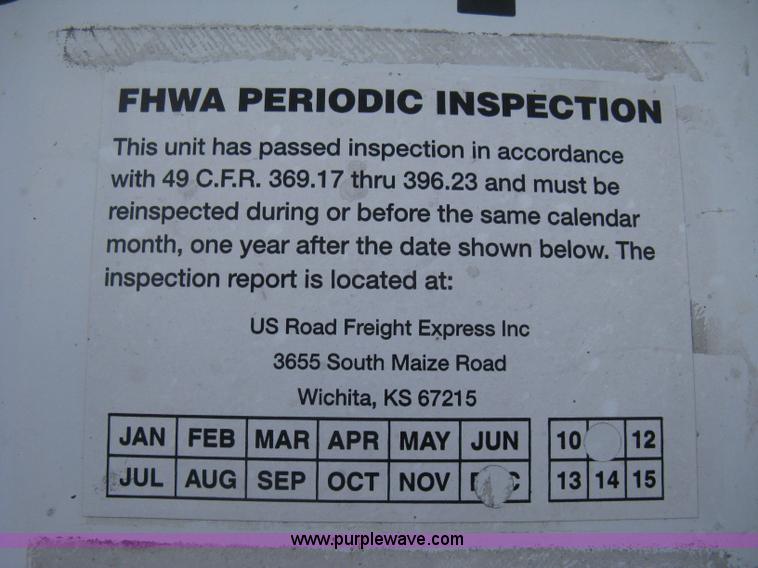 FHWA PERIODIC INSPECTION
This unit has passed inspection in accordance
with 49 C.F.R. 369.17 thru 396.23 and must be
reinspected during or before the same calendar
month, one year after the date shown below. The
inspection report is located at:
US Road Freight Express Inc
3655 South Maize Road
Wichita, KS 67215
JAN FEB MAR APR MAY JUN 10 12
JUL AUG SEP OCT NOV 13 14 15
www.purplewave.com